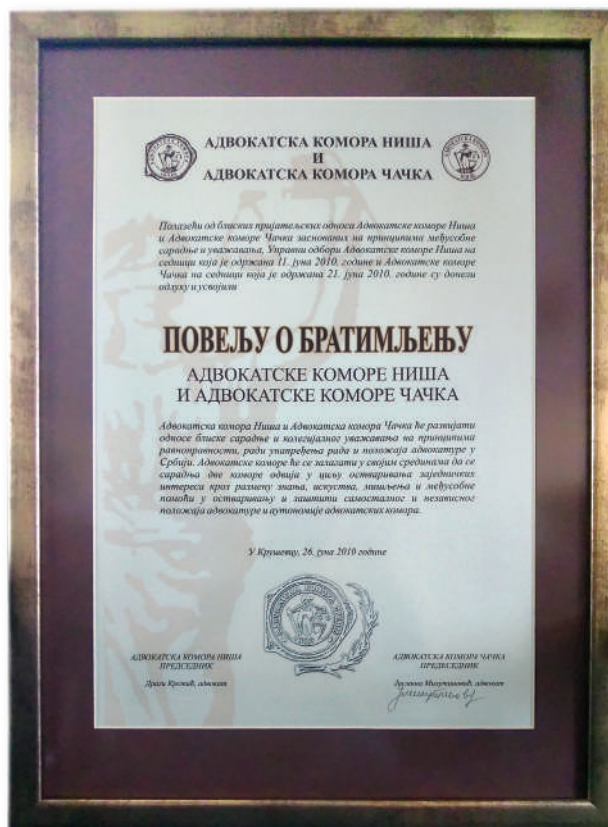 АДВОКАТСКА КОМОРА НИША
И
АДВОКАТСКА КОМОРА ЧАЧКА
Полазећи од блиских пријатељских односа Адвокатске коморе Ниша
и Адвокатске коморе Чачка заснованих на принципима међусобне
сарадње и уважавања, Управни одбори Адвокатске коморе Ниша на
седници која је одржана 11. јуна 2010. године и Адвокатске коморе
Чачка на седници која је одржана 21. јуна 2010. године су донели
одлуку и усвојили
ПОВЕЉУ О БРАТИМЉЕЊУ
АДВОКАТСКЕ КОМОРЕ НИША
И АДВОКАТСКЕ КОМОРЕ ЧАЧКА
Адвокатска комора Ниша и Адвокатска комора Чачка ће развијати
односе блиске сарадње и колегијалног уважавања на принципима
равноправности, ради унапређења рада и положаја адвокатуре у
Србији. Адвокатске коморе ће се залагати у својим срединама да се
сарадња две коморе одвија у циљу остваривања заједничких
интереса кроз размену знања, искуства, мишљења и међусобне
помоћи у остваривању и заштити самосталног и независног
положаја адвокатуре и аутономије адвокатских комора.
У Крушевцу, 26. јуна 2010 године
АДВОКАТСКА КОМОРА НИША
ПРЕДСЕДНИК
адвокат
АДВОКАТСКА КОМОРА ЧАЧКА
ПРЕДСЕДНИК
адвокат